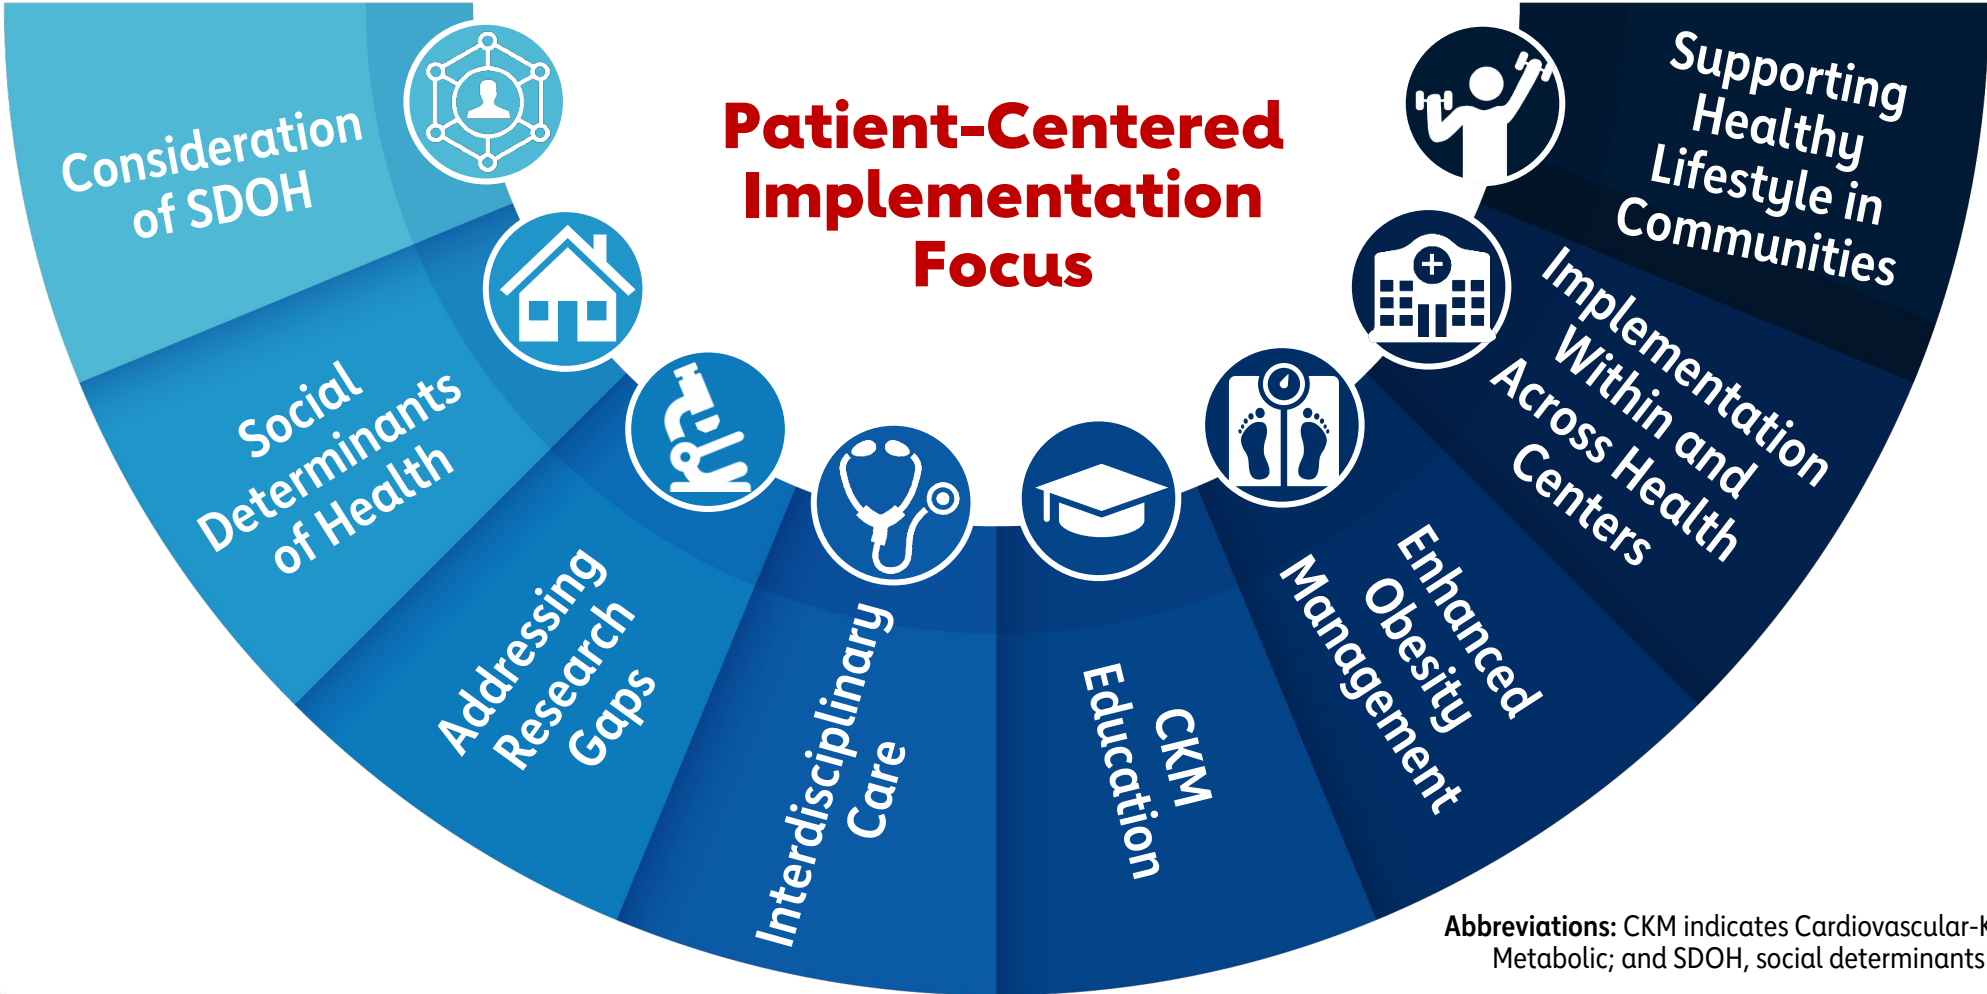 Patient-Centered
Implementation
Focus
Consideration
of SDOH
Social
Determinants
of Health
Addressing
Research
Gaps
Interdisciplinary
Care
CKM
Education
Enhanced
Obesity
Management
Implementation
Within and
Across Health
Centers
Supporting
Healthy
Lifestyle in
Communities
Abbreviations: CKM indicates Cardiovascular-
Metabolic; and SDOH, social determinants